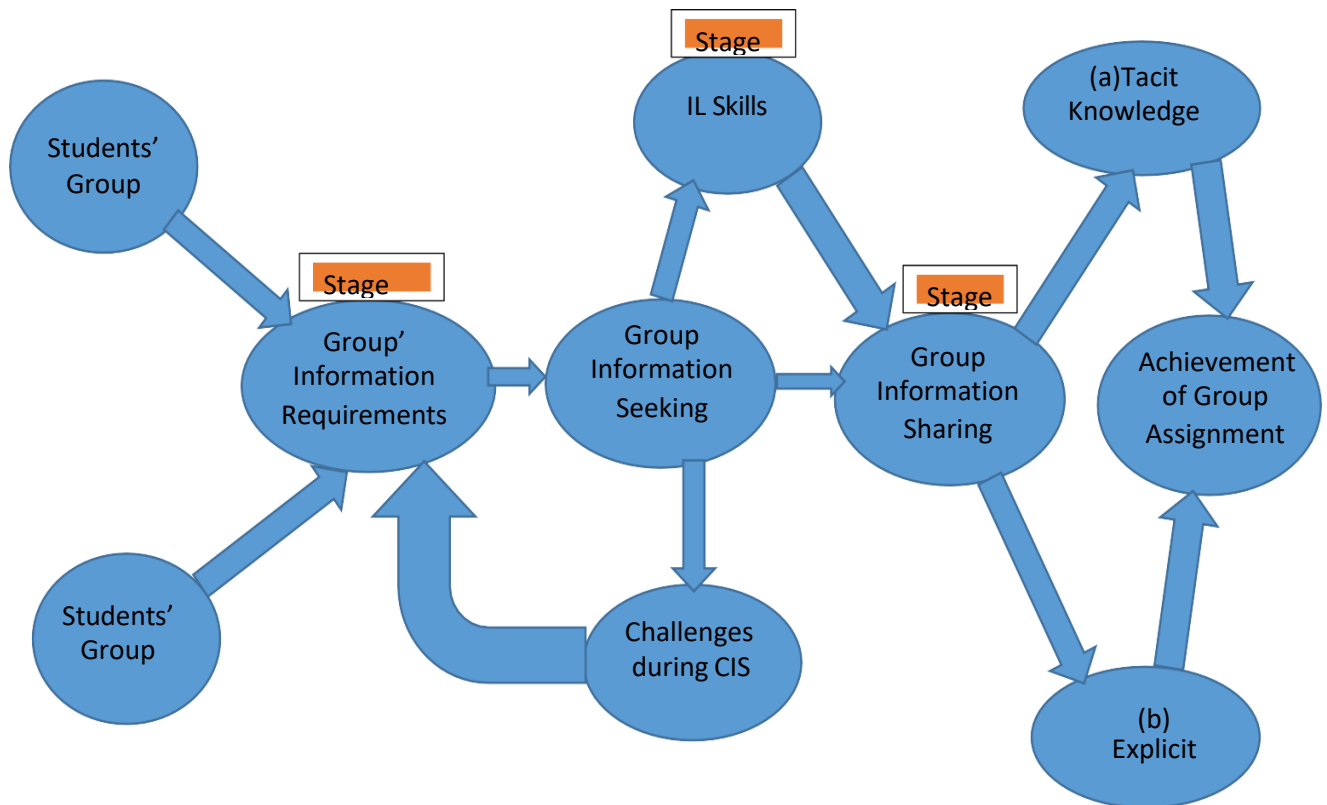 Students’
Group
Stage
Group’
Information
Requirements
Students’
Group
Stage
IL Skills
Group
Information
Seeking
Challenges
during CIS
Stage
Group
Information
Sharing
(a)Tacit
Knowledge
Achievement
of Group
Assignment
(b)
Explicit